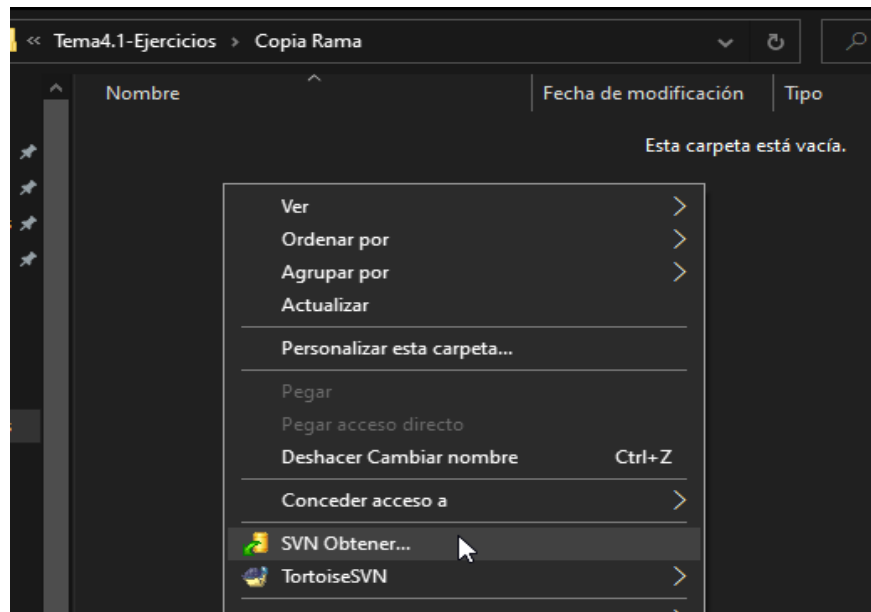 « Tema4.1-Ejercicios > Copia Rama
Nombre Fecha de modificación Tipo
Esta carpeta está vacía.
Ver
Ordenar por
Agrupar por
Actualizar
Personalizar esta carpeta...
Pegar
Pegar acceso directo
Deshacer Cambiar nombre Ctrl+Z
Conceder acceso a
SVN Obtener...
TortoiseSVN